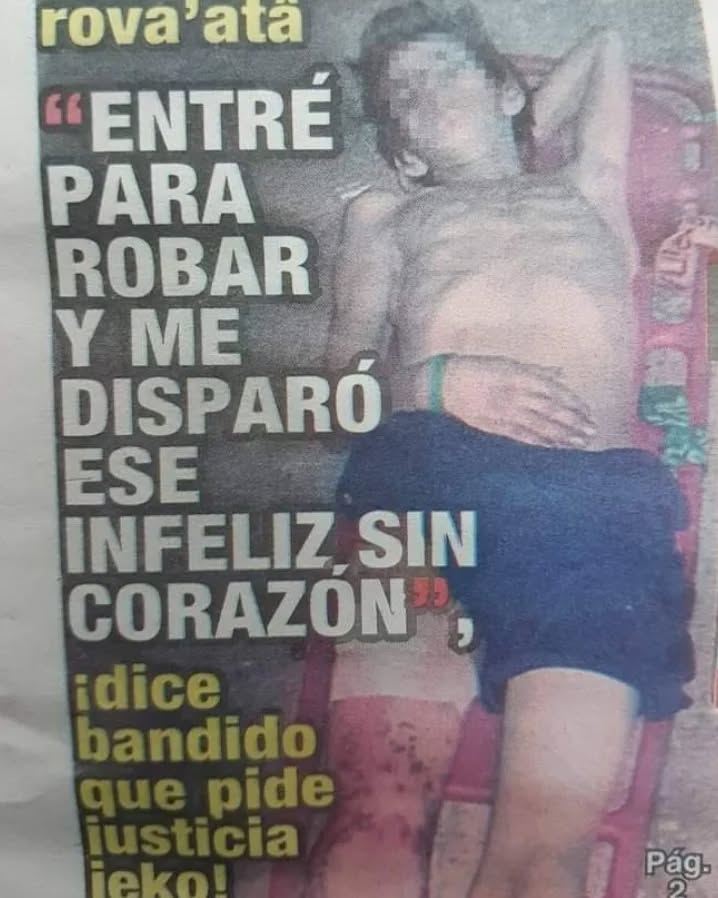 rova'atã
“ENTRÉ
PARA
ROBAR
Y ME
DISPARÓ
ESE
INFELIZ SIN
CORAZÓN”,
¡dice
bandido
que pide
justicia
jeko!
Pág.
2